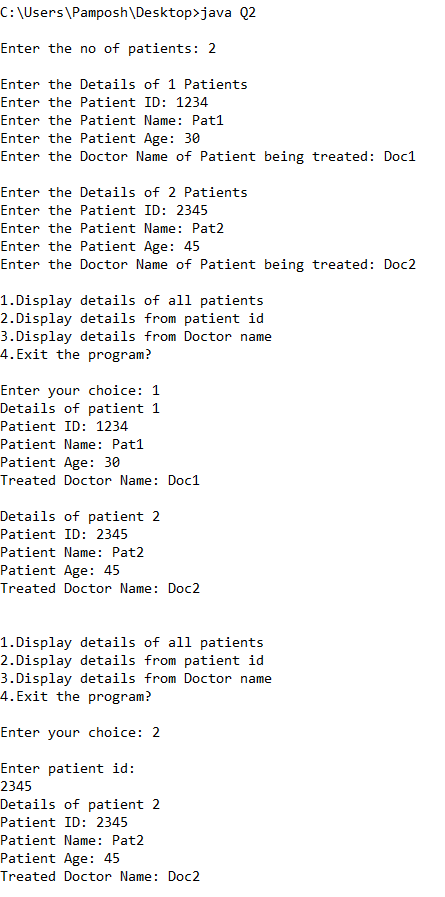 C:\Users\Pamposh\Desktop>java Q2
Enter the no of patients: 2
Enter the Details of 1 Patients
Enter the Patient ID: 1234
Enter the Patient Name: Pat1
Enter the Patient Age: 30
Enter the Doctor Name of Patient being treated: Doc1
Enter the Details of 2 Patients
Enter the Patient ID: 2345
Enter the Patient Name: Pat2
Enter the Patient Age: 45
Enter the Doctor Name of Patient being treated: Doc2
1.Display details of all patients
2.Display details from patient id
3.Display details from Doctor name
4.Exit the program?
Enter your choice: 1
Details of patient 1
Patient ID: 1234
Patient Name: Pat1
Patient Age: 30
Treated Doctor Name: Doc1
Details of patient 2
Patient ID: 2345
Patient Name: Pat2
Patient Age: 45
Treated Doctor Name: Doc2
1.Display details of all patients
2.Display details from patient id
3.Display details from Doctor name
4.Exit the program?
Enter your choice: 2
Enter patient id:
2345
Details of patient 2
Patient ID: 2345
Patient Name: Pat2
Patient Age: 45
Treated Doctor Name: Doc2